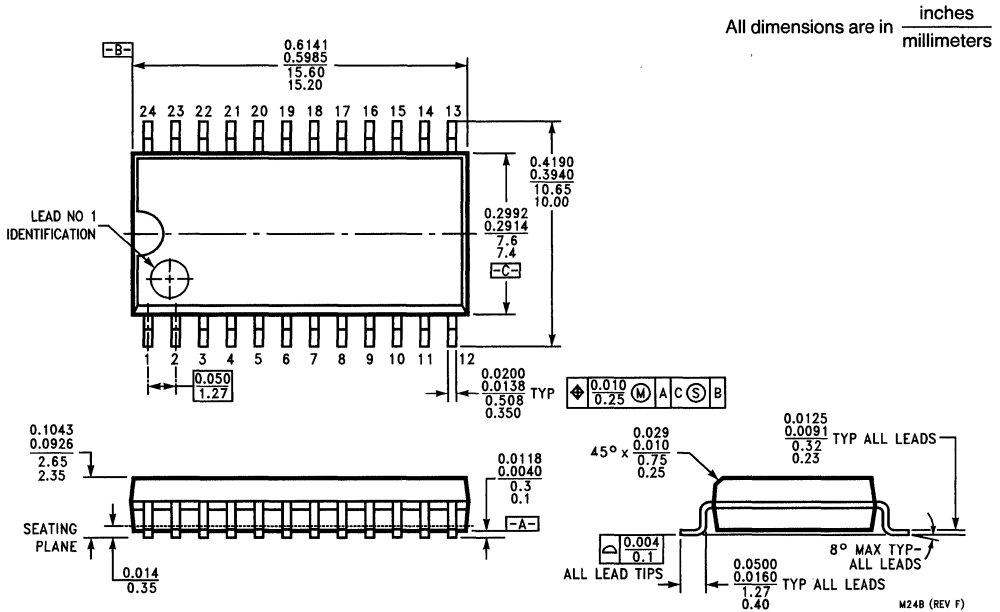 All dimensions are in inches
millimeters
-B-
0.6141
0.5985
15.60
15.20
24 23 22 21 20 19 18 17 16 15 14 13
0.4190
0.3940
10.65
10.00
0.2992
0.2914
7.6
7.4
-C-
LEAD NO 1
IDENTIFICATION
1 2 3 4 5 6 7 8 9 10 11 12
0.050
1.27
0.0200
0.0138
0.508
0.350
TYP
0.010
0.25
M A C S B
0.1043
0.0926
2.65
2.35
0.0118
0.0040
0.3
0.1
-A-
SEATING
PLANE
0.014
0.35
45° x
0.029
0.010
0.75
0.25
0.0125
0.0091
0.32
0.23
TYP ALL LEADS
0.004
0.1
ALL LEAD TIPS
0.0500
0.0160
1.27
0.40
TYP ALL LEADS
8° MAX TYP-
ALL LEADS
M24B (REV F)